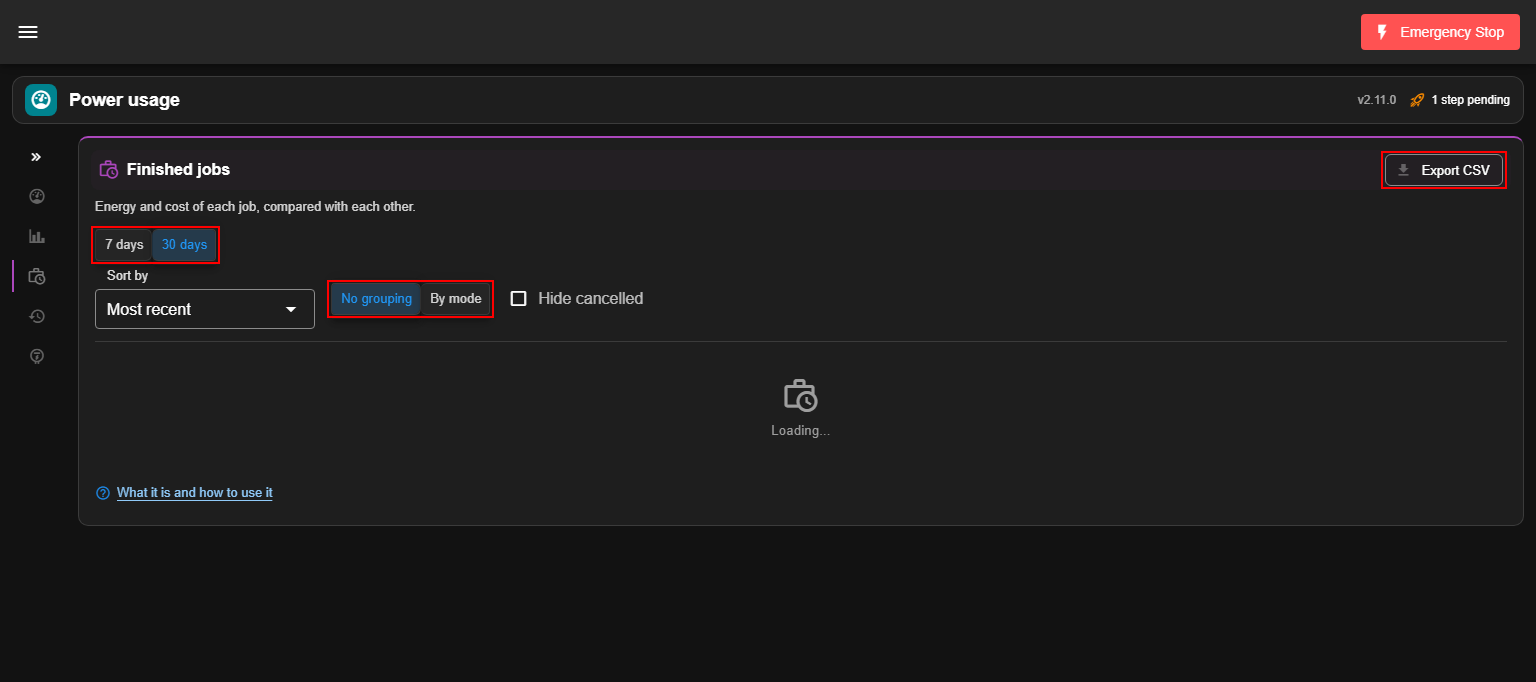 Emergency Stop
Power usage
v2.11.0
1 step pending
Finished jobs
Export CSV
Energy and cost of each job, compared with each other.
7 days
30 days
Sort by
Most recent
No grouping
By mode
Hide cancelled
Loading...
What it is and how to use it